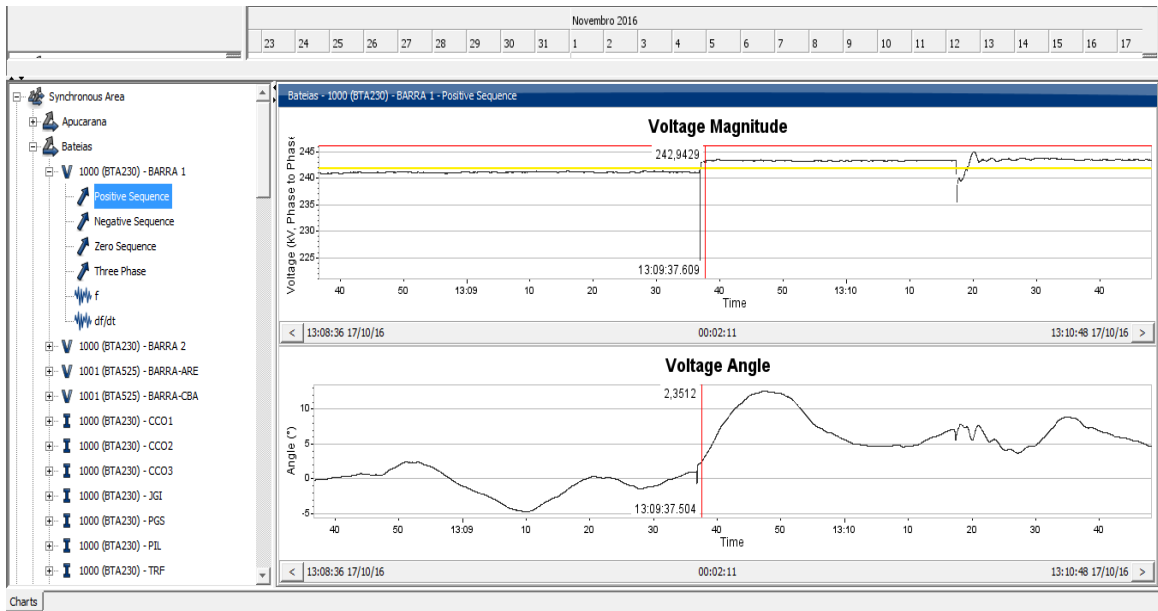 Novembro 2016
23 24 25 26 27 28 29 30 31 1 2 3 4 5 6 7 8 9 10 11 12 13 14 15 16 17
Synchronous Area
Apucarana
Bateias
1000 (BTA230) - BARRA 1
Positive Sequence
Negative Sequence
Zero Sequence
Three Phase
f
df/dt
1000 (BTA230) - BARRA 2
1001 (BTA525) - BARRA-ARE
1001 (BTA525) - BARRA-CBA
1000 (BTA230) - CCO1
1000 (BTA230) - CCO2
1000 (BTA230) - CCO3
1000 (BTA230) - JGI
1000 (BTA230) - PGS
1000 (BTA230) - PIL
1000 (BTA230) - TRF
Charts
Bateias - 1000 (BTA230) - BARRA 1 - Positive Sequence
Voltage Magnitude
Voltage (kV, Phase to Phase
245
240
235
230
225
242,9429
13:09:37.609
40 50 13:09 10 20 30 40 50 13:10 10 20 30 40
Time
< 13:08:36 17/10/16 00:02:11 13:10:48 17/10/16 >
Voltage Angle
Angle (°)
10
5
0
-5
2,3512
13:09:37.504
40 50 13:09 10 20 30 40 50 13:10 10 20 30 40
Time
< 13:08:36 17/10/16 00:02:11 13:10:48 17/10/16 >